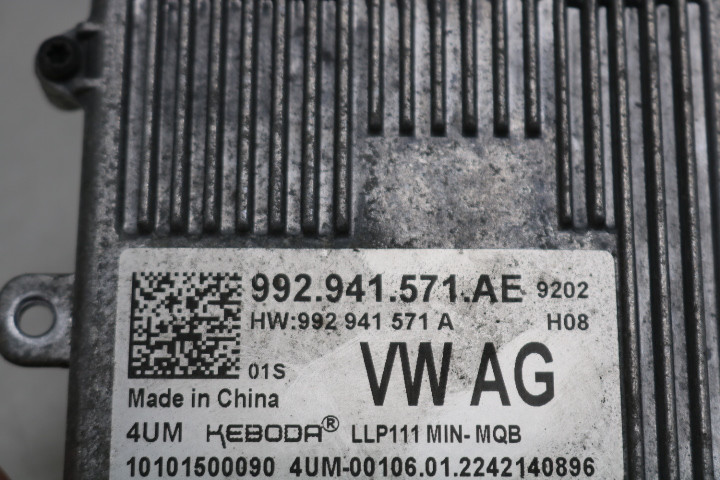 992.941.571.AE 9202
HW:992 941 571 A H08
01S VW AG
Made in China
4UM KEBODA® LLP111 MIN-MQB
10101500090 4UM-00106.01.2242140896